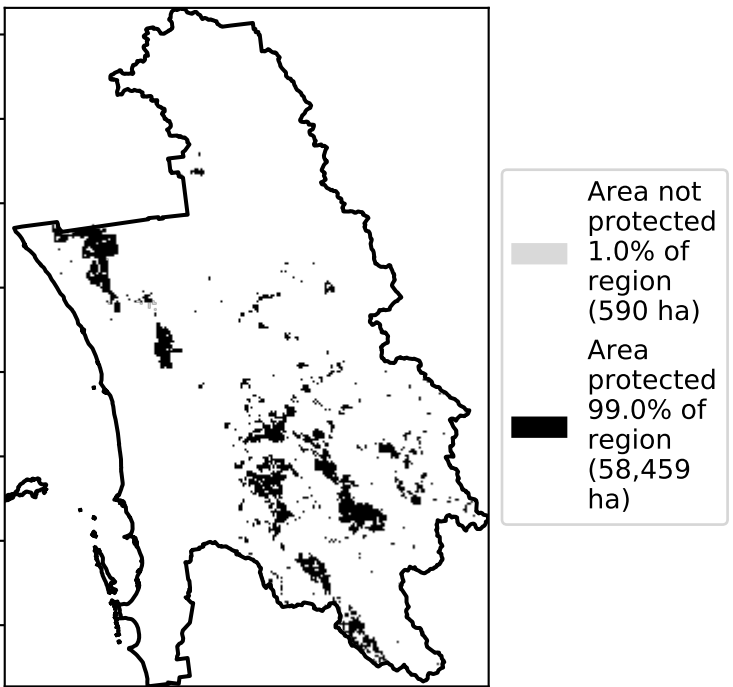 Area not
protected
1.0% of
region
(590 ha)
Area
protected
99.0% of
region
(58,459
ha)